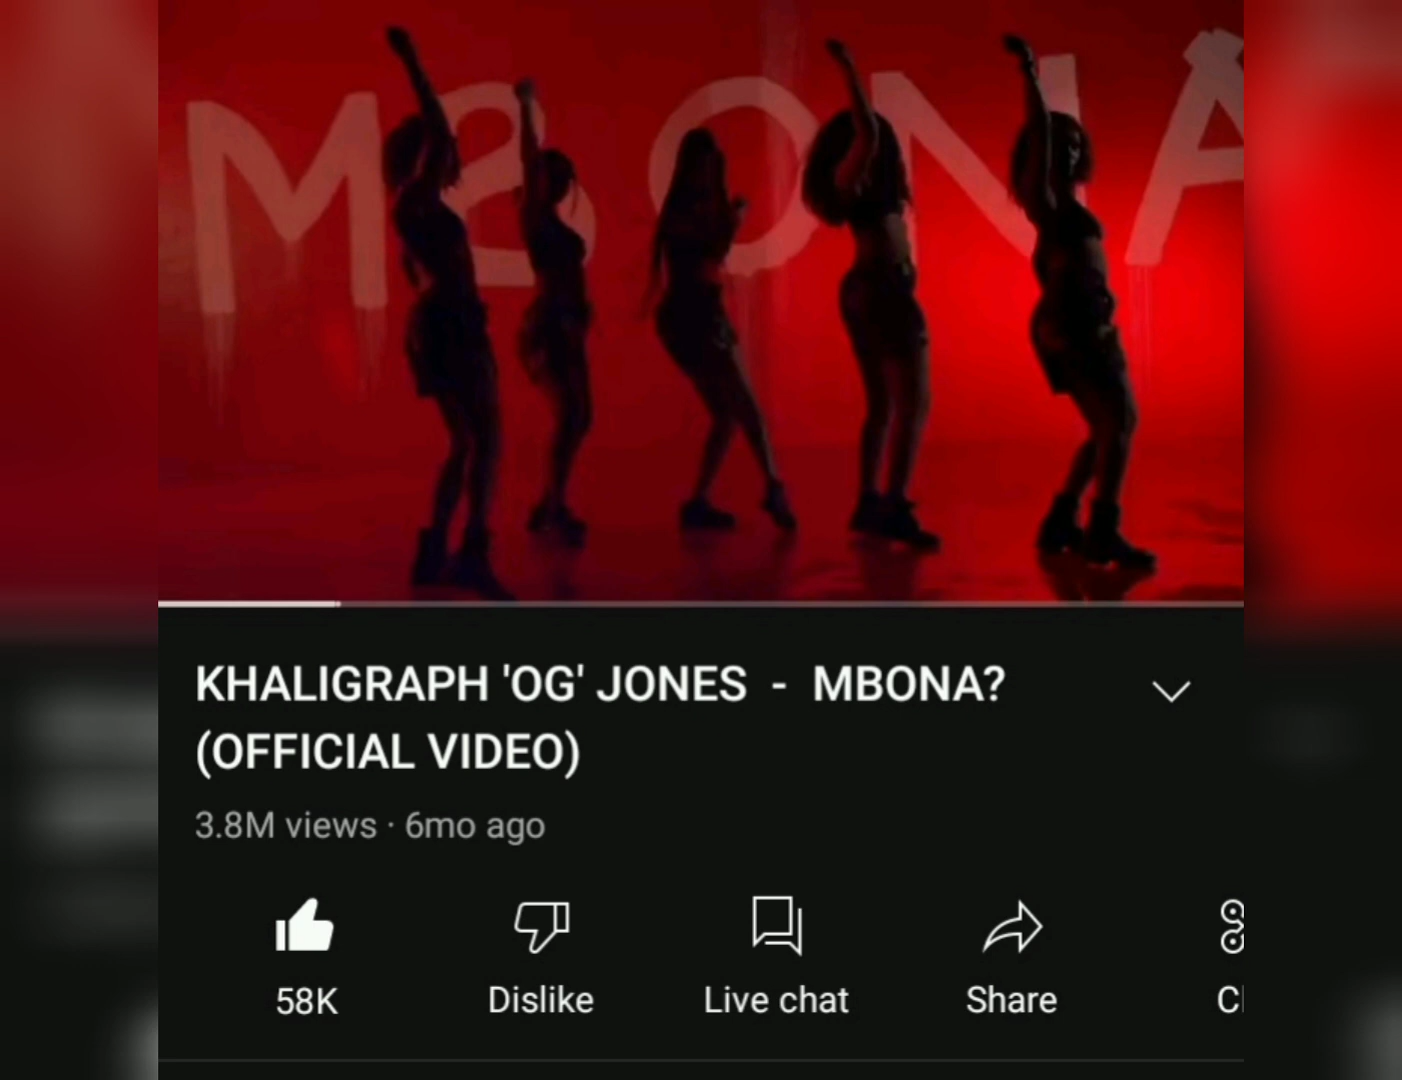 MBONA
KHALIGRAPH 'OG' JONES - MBONA?
(OFFICIAL VIDEO)
3.8M views · 6mo ago
58K Dislike Live chat Share